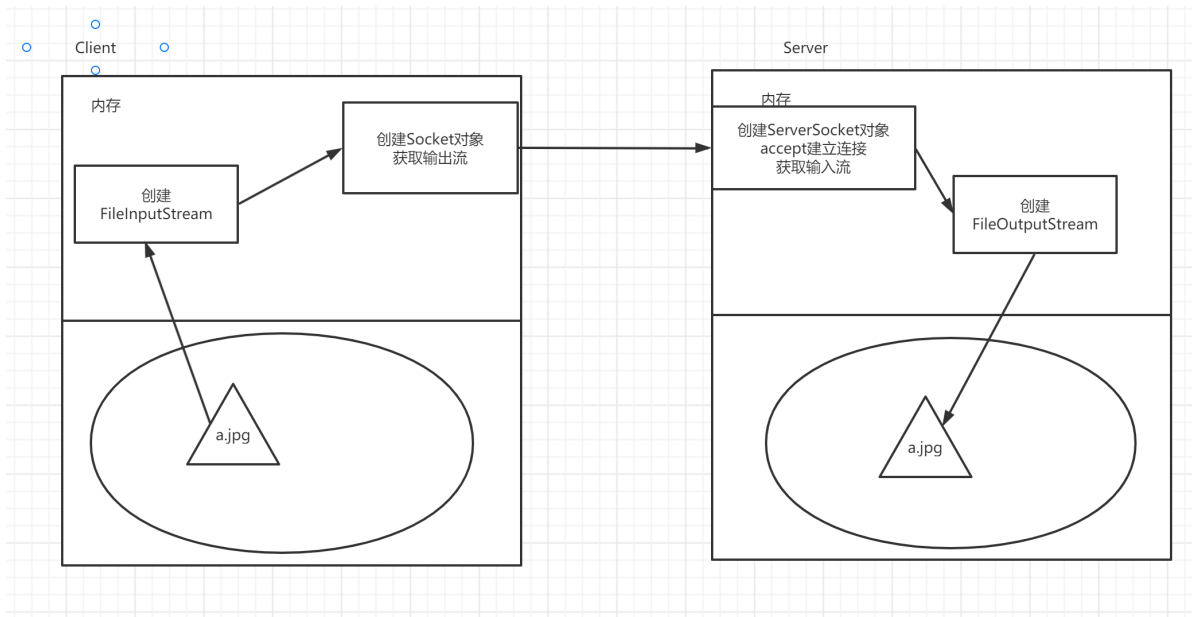 Client
Server
内存
创建Socket对象
获取输出流
创建
FileInputStream
内存
创建ServerSocket对象
accept建立连接
获取输入流
创建
FileOutputStream
a.jpg
a.jpg